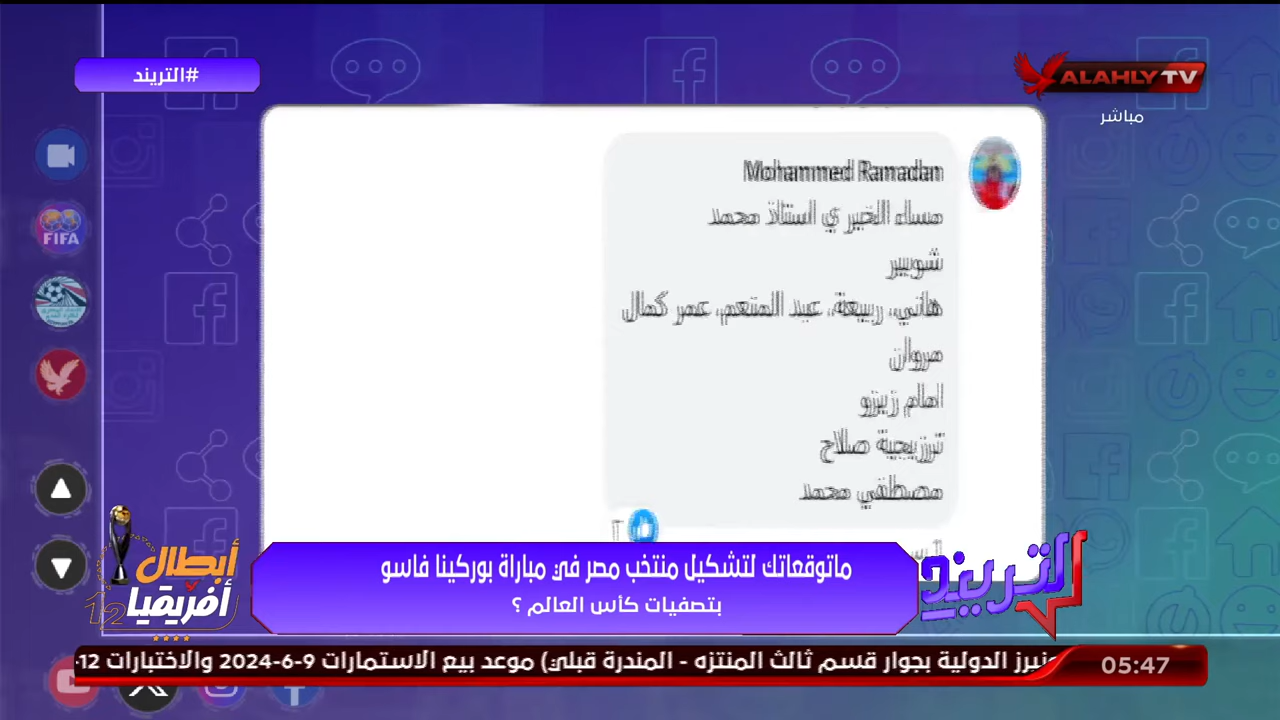 #التريند
ALAHLY TV
مباشر
FIFA
Mohammed Ramadan
مساء الخير ي استاذ محمد
شوبير
هاني، ربيعة، عبد المنعم، عمر كمال
مروان
امام زيزو
تريزيجية صلاح
مصطفي محمد
ماتوقعاتك لتشكيل منتخب مصر في مباراة بوركينا فاسو
بتصفيات كأس العالم ؟
التريند
أبطال
أفريقيا
12
نيرز الدولية بجوار قسم ثالث المنتزه - المندرة قبلي) موعد بيع الاستمارات 9-6-2024 والاختبارات 12-
05:47